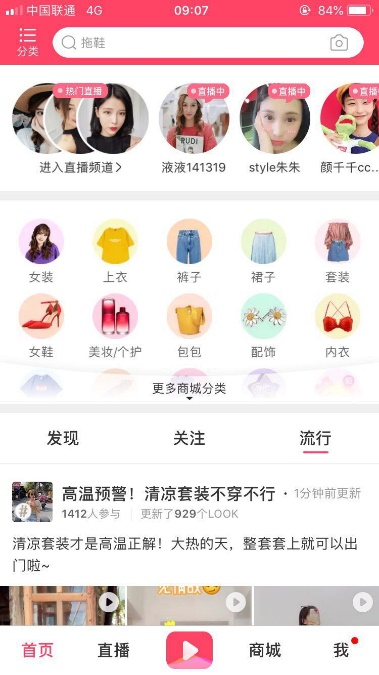 中国联通 4G 09:07 84%
分类 拖鞋
热门直播 直播中 直播中 直播中
进入直播频道 液液141319 style朱朱 颜千千cc...
女装 上衣 裤子 裙子 套装
女鞋 美妆/个护 包包 配饰 内衣
更多商城分类
发现 关注 流行
# 高温预警！清凉套装不穿不行 · 1分钟前更新
1412人参与 更新了929个LOOK
清凉套装才是高温正解！大热的天，整套套上就可以出
门啦~
首页 直播 商城 我